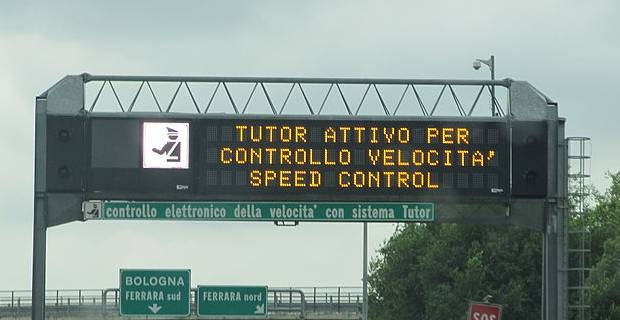 TUTOR ATTIVO PER
CONTROLLO VELOCITA'
SPEED CONTROL
controllo elettronico della velocita' con sistema Tutor
BOLOGNA
FERRARA sud
FERRARA nord
SOS